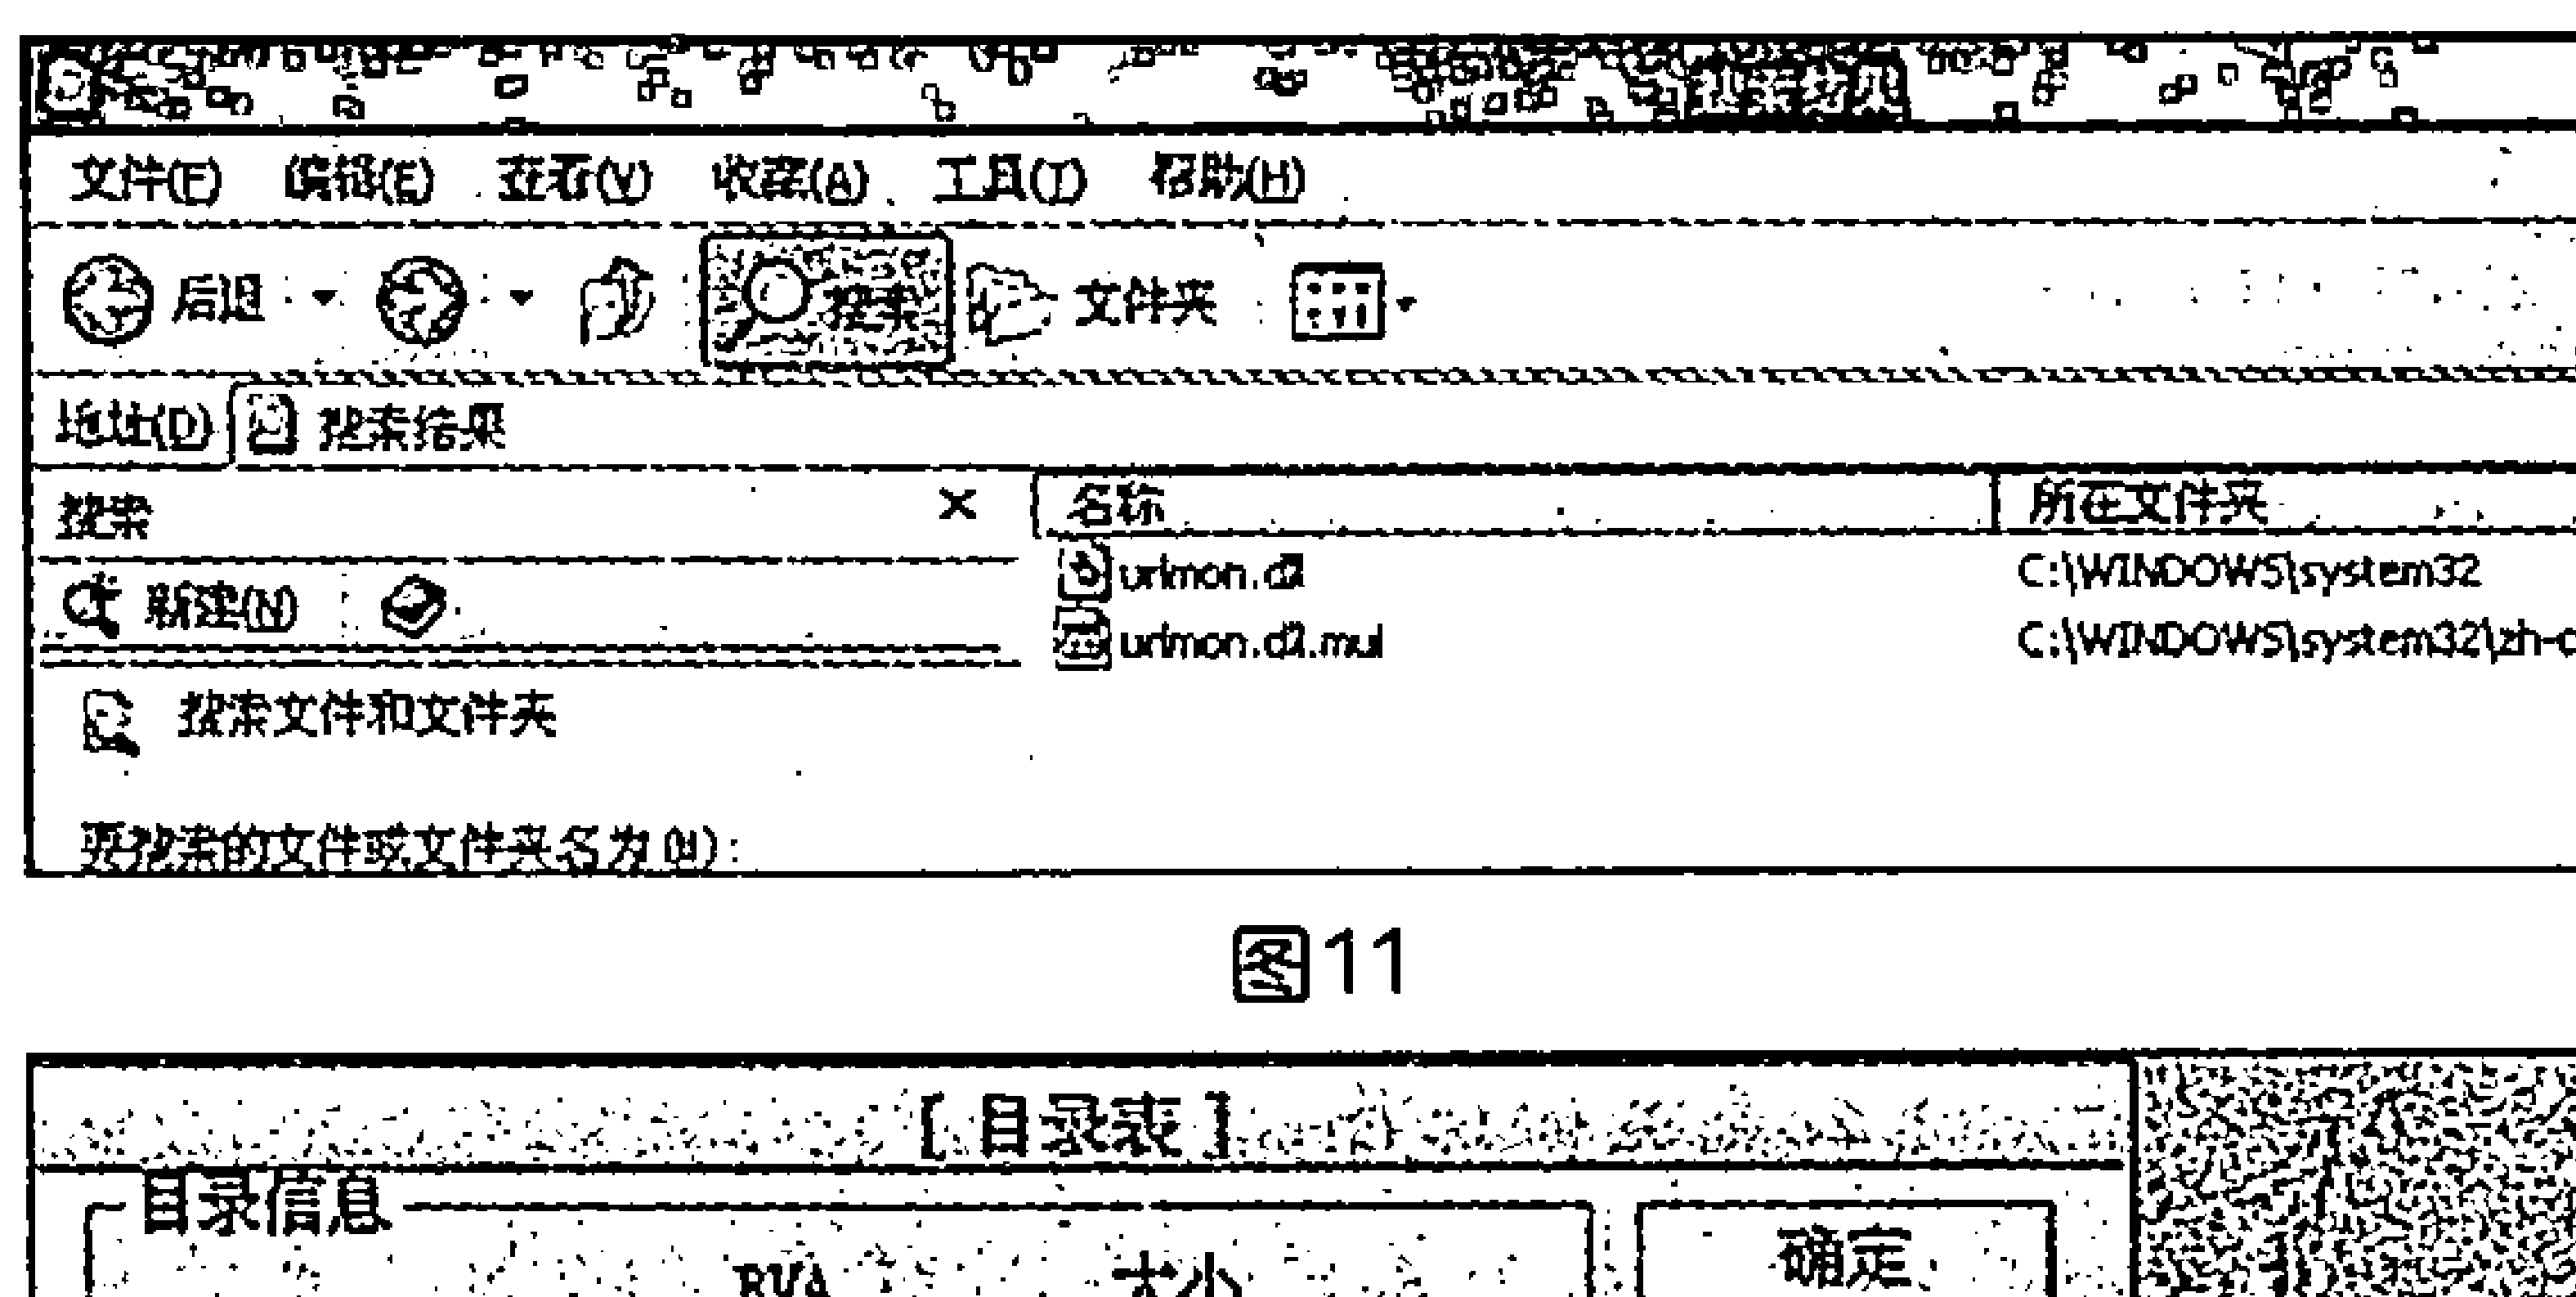 文件(F) 编辑(E) 查看(V) 收藏(A) 工具(T) 帮助(H)
后退 搜索 文件夹
地址(D) 搜索结果
搜索 名称 所在文件夹
urlmon.dll C:\WINDOWS\system32
新建(N)
urlmon.dll.mui C:\WINDOWS\system32\zh-c
搜索文件和文件夹
要搜索的文件或文件夹名为(M):
图11
[ 目录表 ]
目录信息
RVA 大小 确定